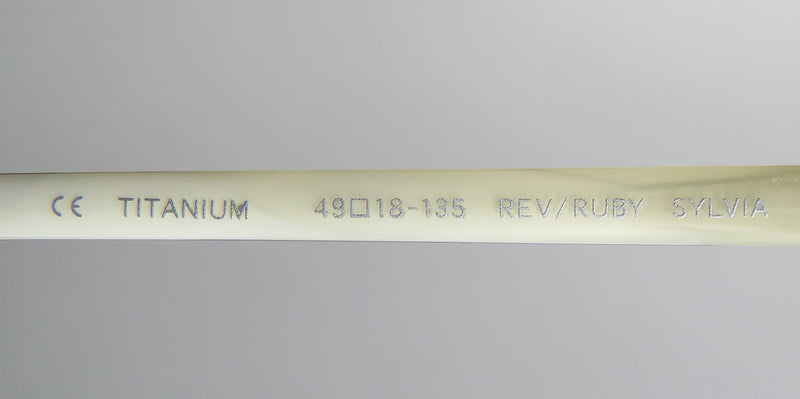 CE TITANIUM 49□18-135 REV/RUBY SYLVIA